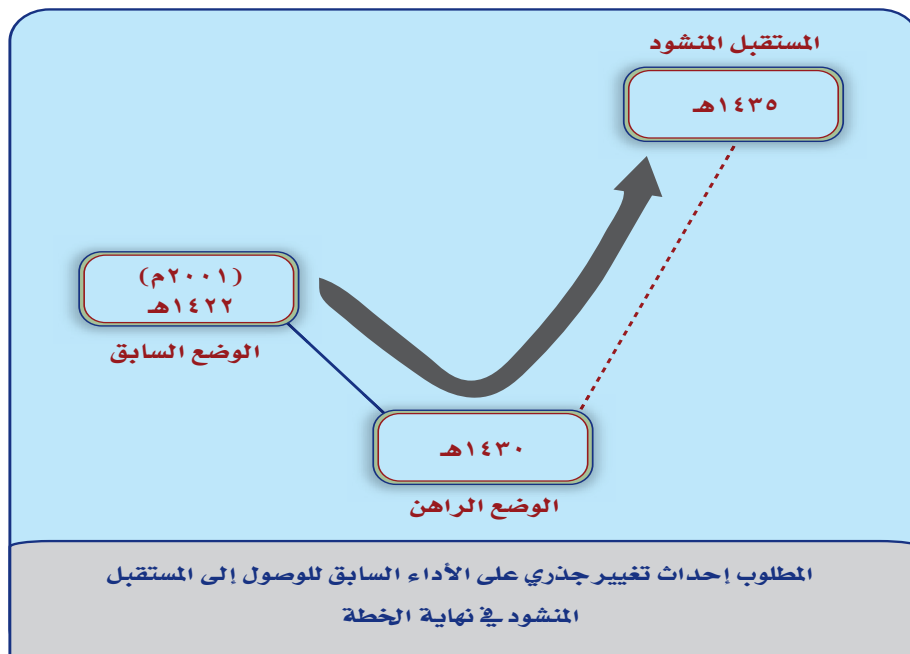 المستقبل المنشود
١٤٣٥هـ
(٢٠٠١م)
١٤٢٢هـ
الوضع السابق
١٤٣٠هـ
الوضع الراهن
المطلوب إحداث تغيير جذري على الأداء السابق للوصول إلى المستقبل
المنشود في نهاية الخطة